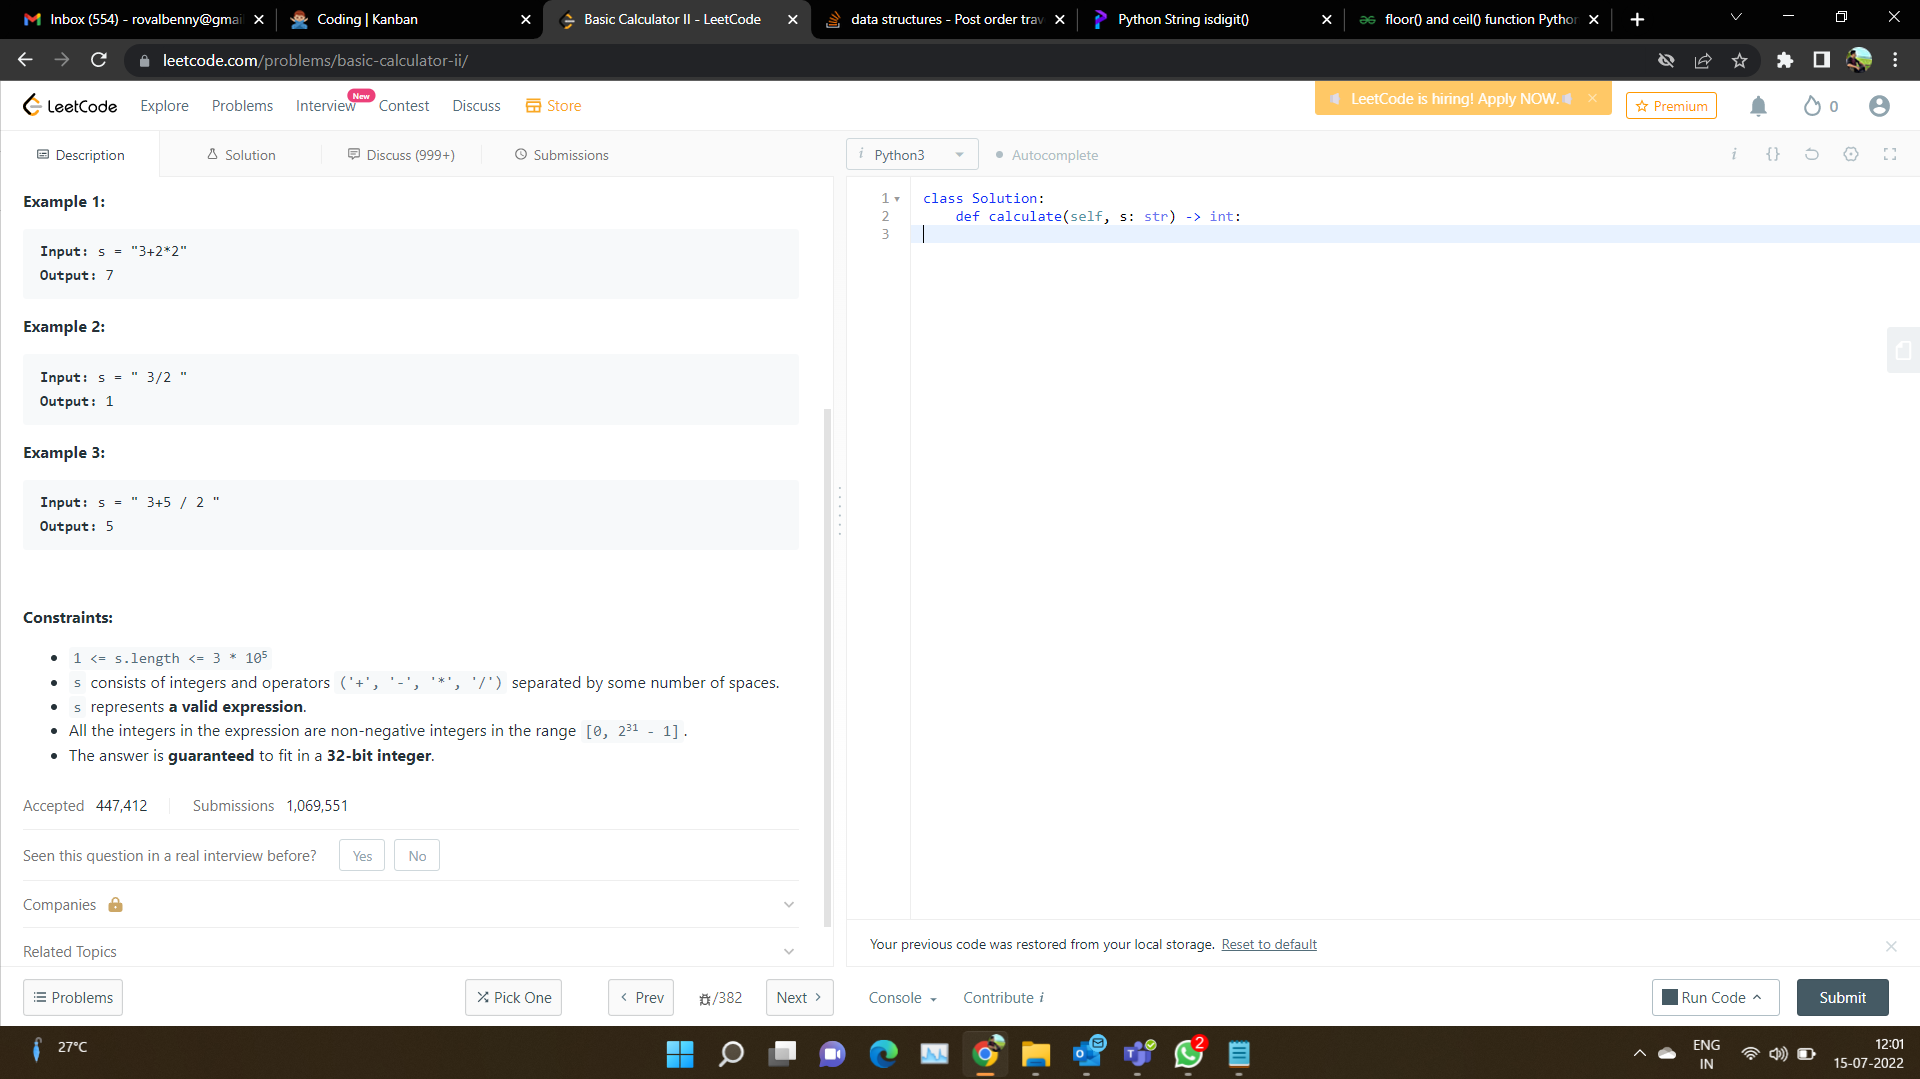 Inbox (554) - rovalbenny@gmai
Coding | Kanban
Basic Calculator II - LeetCode
data structures - Post order trav
Python String isdigit()
floor() and ceil() function Python
leetcode.com/problems/basic-calculator-ii/
LeetCode
Explore
Problems
Interview
New
Contest
Discuss
Store
LeetCode is hiring! Apply NOW.
Premium
0
Description
Solution
Discuss (999+)
Submissions
Python3
Autocomplete
Example 1:
Input: s = "3+2*2"
Output: 7
Example 2:
Input: s = " 3/2 "
Output: 1
Example 3:
Input: s = " 3+5 / 2 "
Output: 5
Constraints:
1 <= s.length <= 3 * 10⁵
s consists of integers and operators ('+', '-', '*', '/') separated by some number of spaces.
s represents a valid expression.
All the integers in the expression are non-negative integers in the range [0, 2³¹ - 1].
The answer is guaranteed to fit in a 32-bit integer.
Accepted 447,412
Submissions 1,069,551
Seen this question in a real interview before?
Yes
No
Companies
Related Topics
1 class Solution:
2 def calculate(self, s: str) -> int:
3
Your previous code was restored from your local storage. Reset to default
Problems
Pick One
Prev
/382
Next
Console
Contribute i
Run Code
Submit
27°C
2
ENG
IN
12:01
15-07-2022